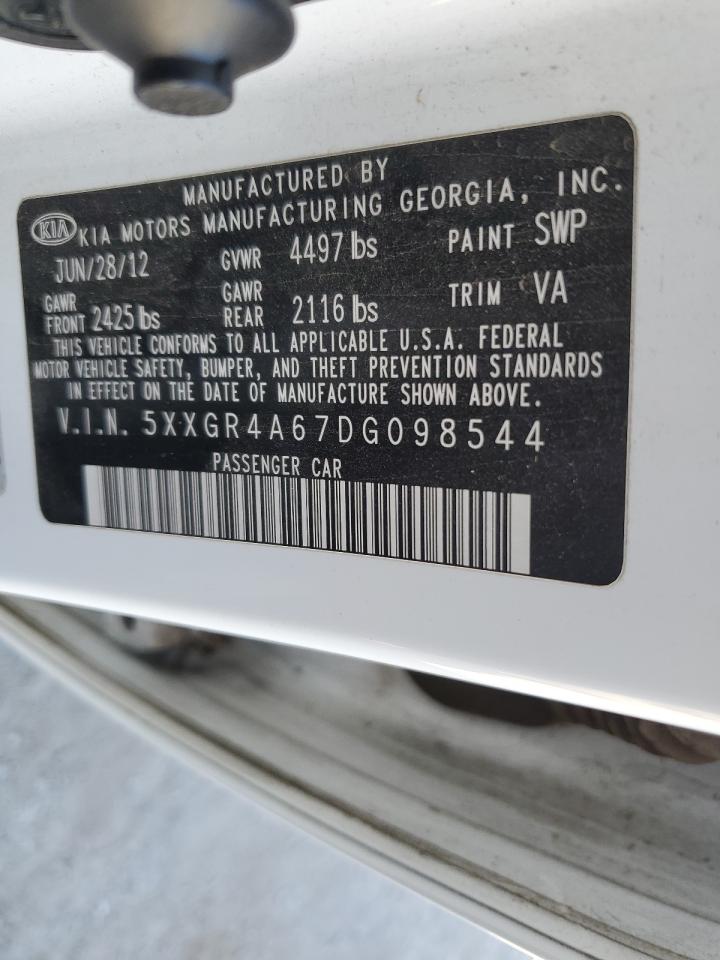 MANUFACTURED BY
KIA KIA MOTORS MANUFACTURING GEORGIA, INC.
JUN/28/12 GVWR 4497 lbs PAINT SWP
GAWR FRONT 2425 lbs GAWR REAR 2116 lbs TRIM VA
THIS VEHICLE CONFORMS TO ALL APPLICABLE U.S.A. FEDERAL
MOTOR VEHICLE SAFETY, BUMPER, AND THEFT PREVENTION STANDARDS
IN EFFECT ON THE DATE OF MANUFACTURE SHOWN ABOVE.
V.I.N. 5XXGR4A67DG098544
PASSENGER CAR